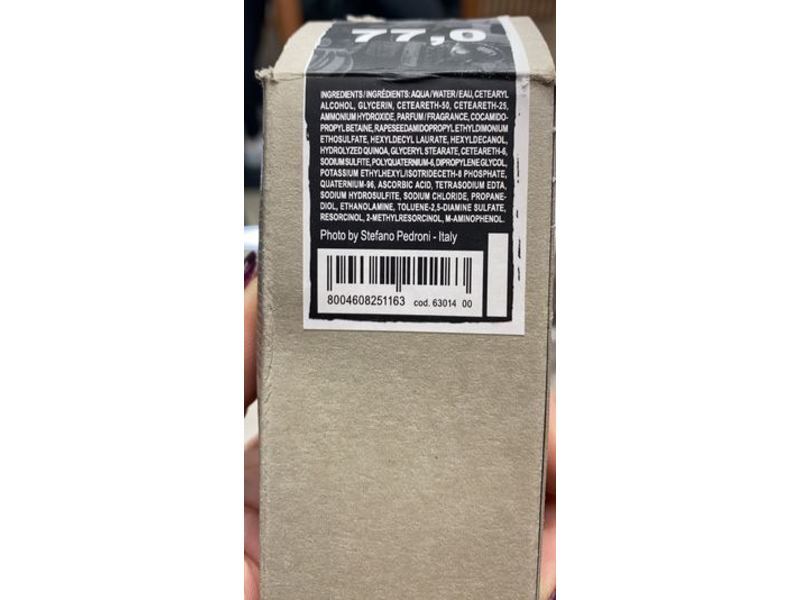 77,0
INGREDIENTS/INGRÉDIENTS: AQUA/WATER/EAU, CETEARYL
ALCOHOL, GLYCERIN, CETEARETH-50, CETEARETH-25,
AMMONIUM HYDROXIDE, PARFUM/FRAGRANCE, COCAMIDO-
PROPYL BETAINE, RAPESEEDAMIDOPROPYL ETHYLDIMONIUM
ETHOSULFATE, HEXYLDECYL LAURATE, HEXYLDECANOL,
HYDROLYZED QUINOA, GLYCERYL STEARATE, CETEARETH-6,
SODIUM SULFITE, POLYQUATERNIUM-6, DIPROPYLENE GLYCOL,
POTASSIUM ETHYLHEXYL/ISOTRIDECETH-8 PHOSPHATE,
QUATERNIUM-96, ASCORBIC ACID, TETRASODIUM EDTA,
SODIUM HYDROSULFITE, SODIUM CHLORIDE, PROPANE-
DIOL, ETHANOLAMINE, TOLUENE-2,5-DIAMINE SULFATE,
RESORCINOL, 2-METHYLRESORCINOL, M-AMINOPHENOL.
Photo by Stefano Pedroni - Italy
8004608251163 cod. 63014 00